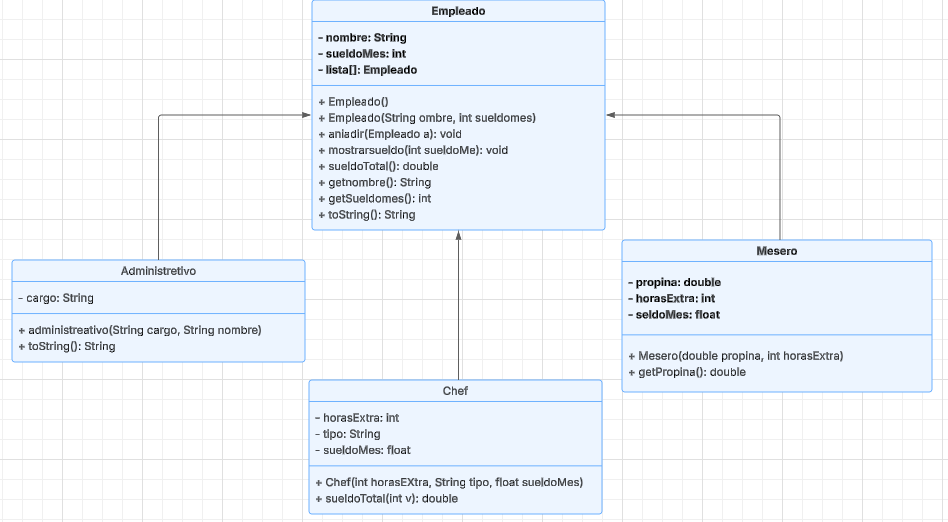 Empleado
- nombre: String
- sueldoMes: int
- lista[]: Empleado
+ Empleado()
+ Empleado(String ombre, int sueldomes)
+ aniadir(Empleado a): void
+ mostrarsueldo(int sueldoMe): void
+ sueldoTotal(): double
+ getnombre(): String
+ getSueldomes(): int
+ toString(): String
Administretivo
- cargo: String
+ administreativo(String cargo, String nombre)
+ toString(): String
Mesero
- propina: double
- horasExtra: int
- seldoMes: float
+ Mesero(double propina, int horasExtra)
+ getPropina(): double
Chef
- horasExtra: int
- tipo: String
- sueldoMes: float
+ Chef(int horasEXtra, String tipo, float sueldoMes)
+ sueldoTotal(int v): double